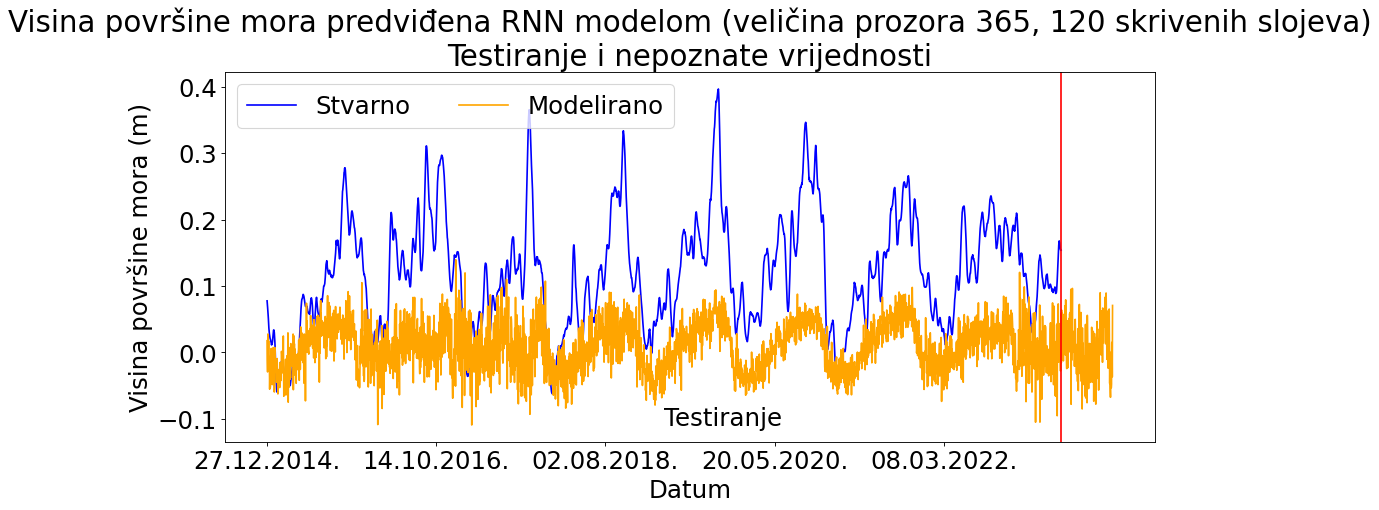 Visina površine mora predviđena RNN modelom (veličina prozora 365, 120 skrivenih slojeva)
Testiranje i nepoznate vrijednosti
Stvarno
Modelirano
Visina površine mora (m)
0.4
0.3
0.2
0.1
0.0
−0.1
Testiranje
27.12.2014.
14.10.2016.
02.08.2018.
20.05.2020.
08.03.2022.
Datum